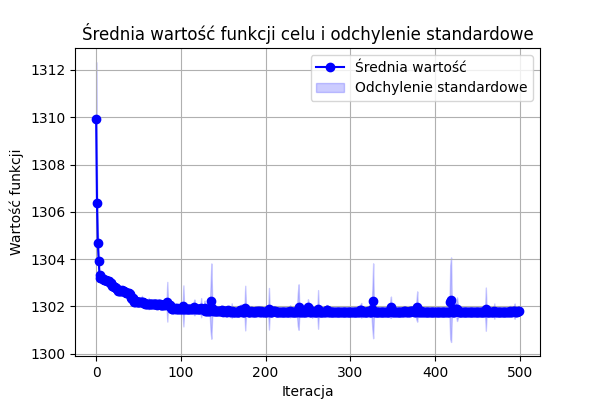 Średnia wartość funkcji celu i odchylenie standardowe
Średnia wartość
Odchylenie standardowe
Wartość funkcji
1312
1310
1308
1306
1304
1302
1300
0 100 200 300 400 500
Iteracja